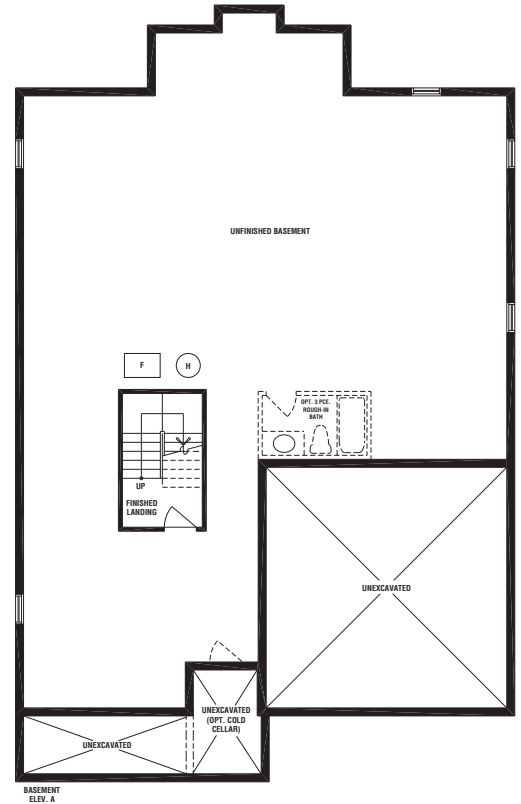 UNFINISHED BASEMENT
F
H
OPT. 3 PCE.
ROUGH-IN
BATH
UP
FINISHED
LANDING
UNEXCAVATED
UNEXCAVATED
(OPT. COLD
CELLAR)
UNEXCAVATED
BASEMENT
ELEV. A